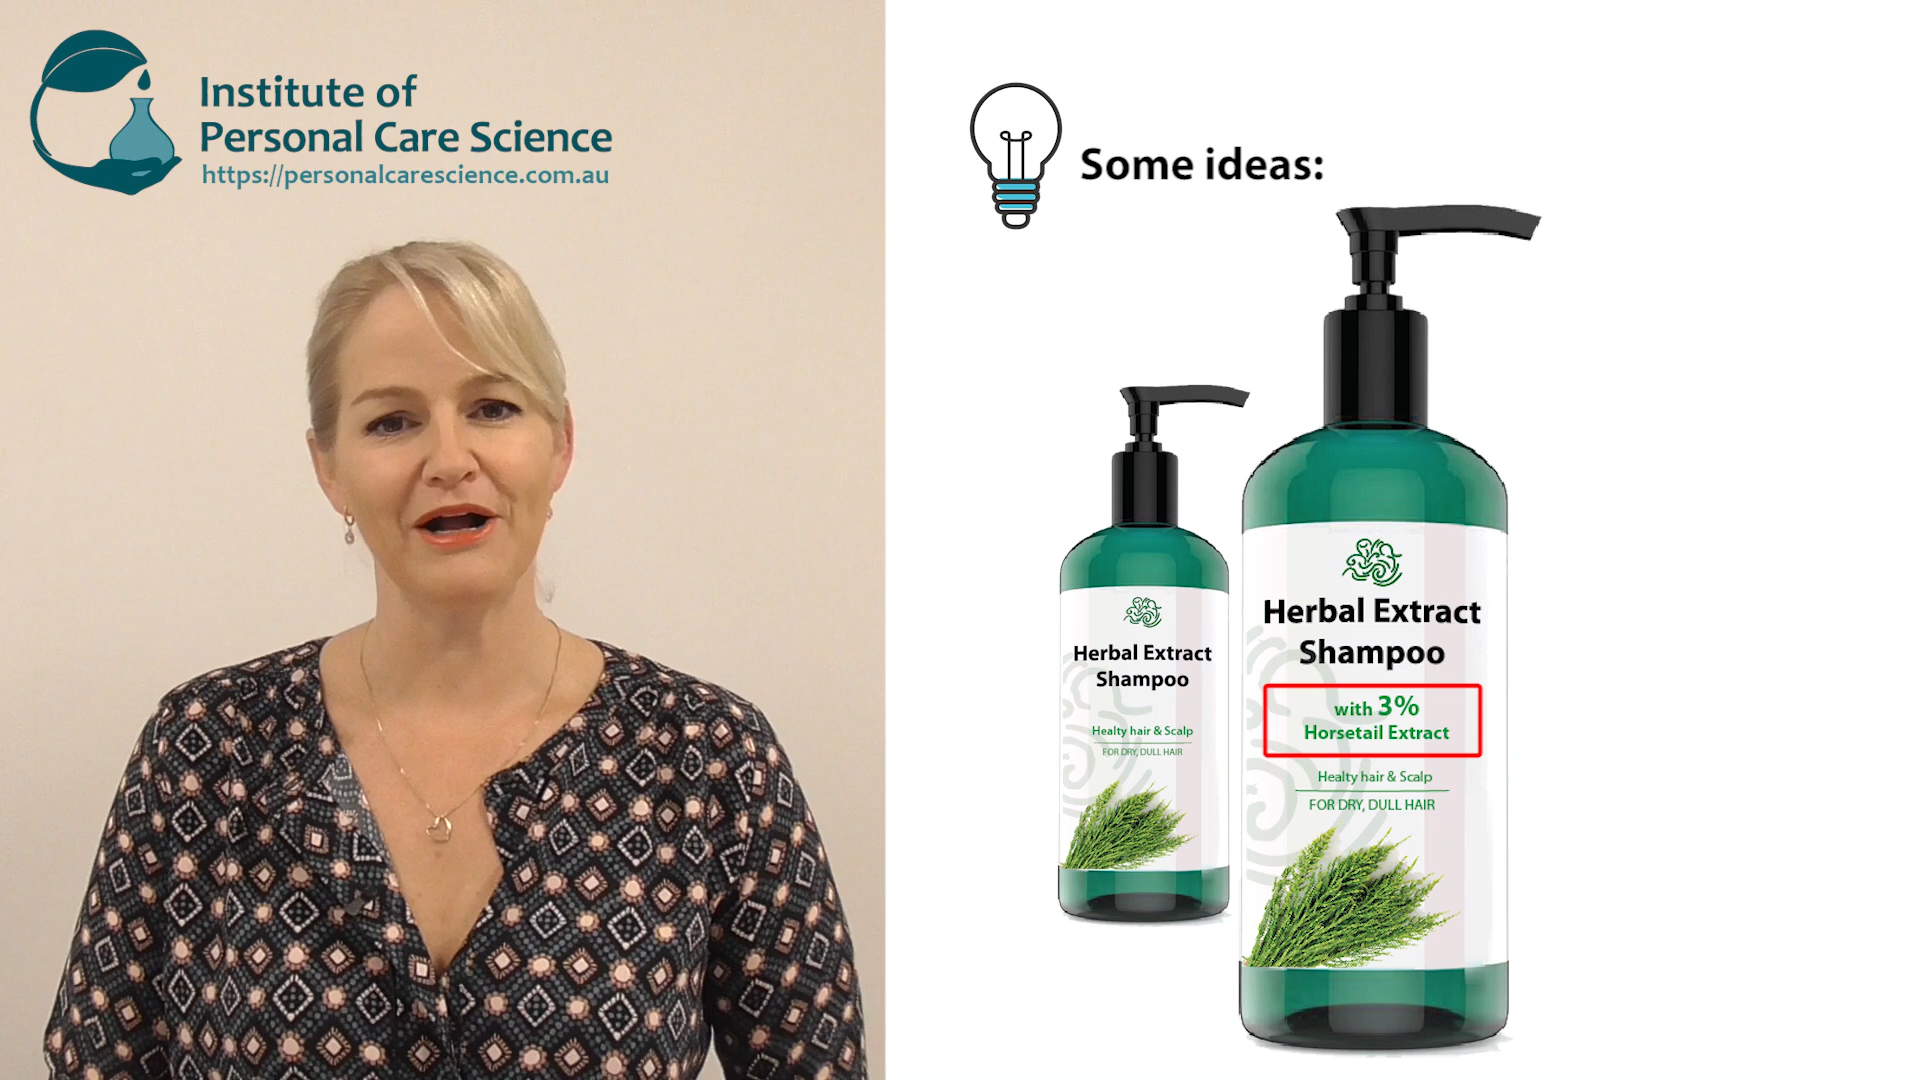 Institute of
Personal Care Science
https://personalcarescience.com.au
Some ideas:
Herbal Extract
Shampoo
Healty hair & Scalp
FOR DRY, DULL HAIR
Herbal Extract
Shampoo
with 3%
Horsetail Extract
Healty hair & Scalp
FOR DRY, DULL HAIR